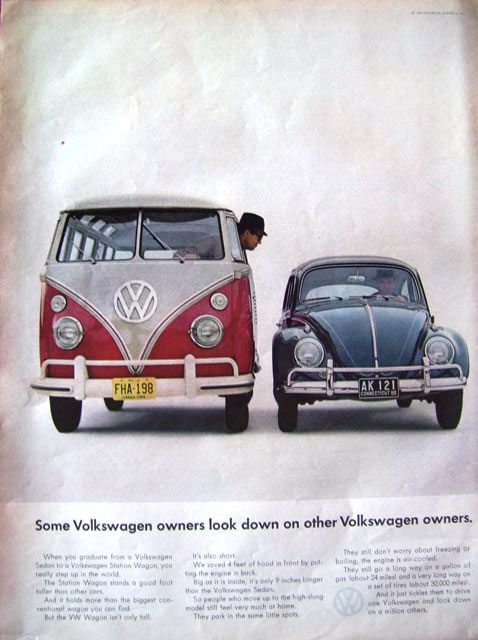 FHA-198
AK 121
CONNECTICUT
Some Volkswagen owners look down on other Volkswagen owners.
When you graduate from a Volkswagen
Sedan to a Volkswagen Station Wagon, you
really step up in the world.
The Station Wagon stands a good foot
taller than other cars.
And it holds more than the biggest con-
ventional wagon you can find.
But the VW Wagon isn't only tall.
It's also short.
We saved 4 feet of hood in front by put-
ting the engine in back.
Big as it is inside, it's only 9 inches longer
than the Volkswagen Sedan.
So people who move up to the high-slung
model still feel very much at home.
They park in the same little spots.
They still don't worry about freezing or
boiling; the engine is air-cooled.
They still go a long way on a gallon of
gas (about 24 miles) and a very long way on
a set of tires (about 30,000 miles).
And it just tickles them to drive
one Volkswagen and look down
on a million others.